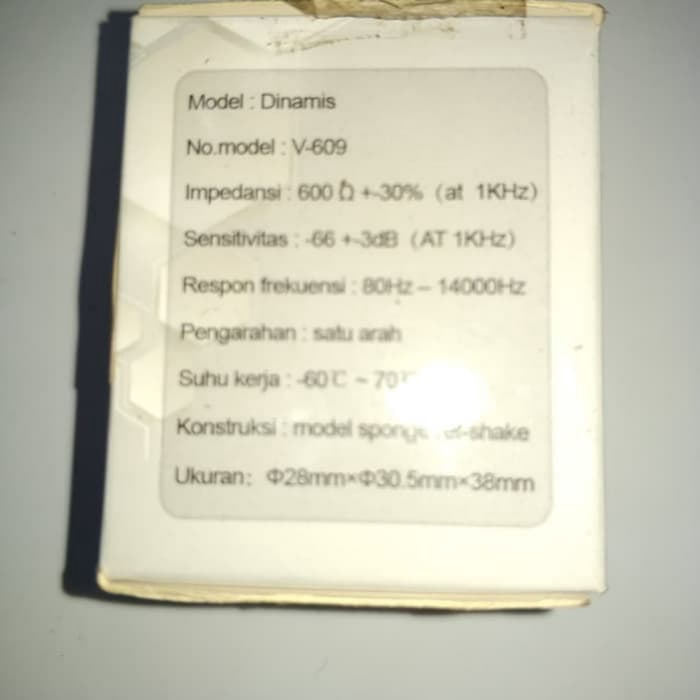 Model : Dinamis
No.model : V-609
Impedansi : 600 Ω +-30% (at 1KHz)
Sensitivitas : -66 +-3dB (AT 1KHz)
Respon frekuensi : 80Hz – 14000Hz
Pengarahan : satu arah
Suhu kerja : -60℃ ~ 70
Konstruksi : model -shake
Ukuran: Φ28mm×Φ30.5mm×38mm